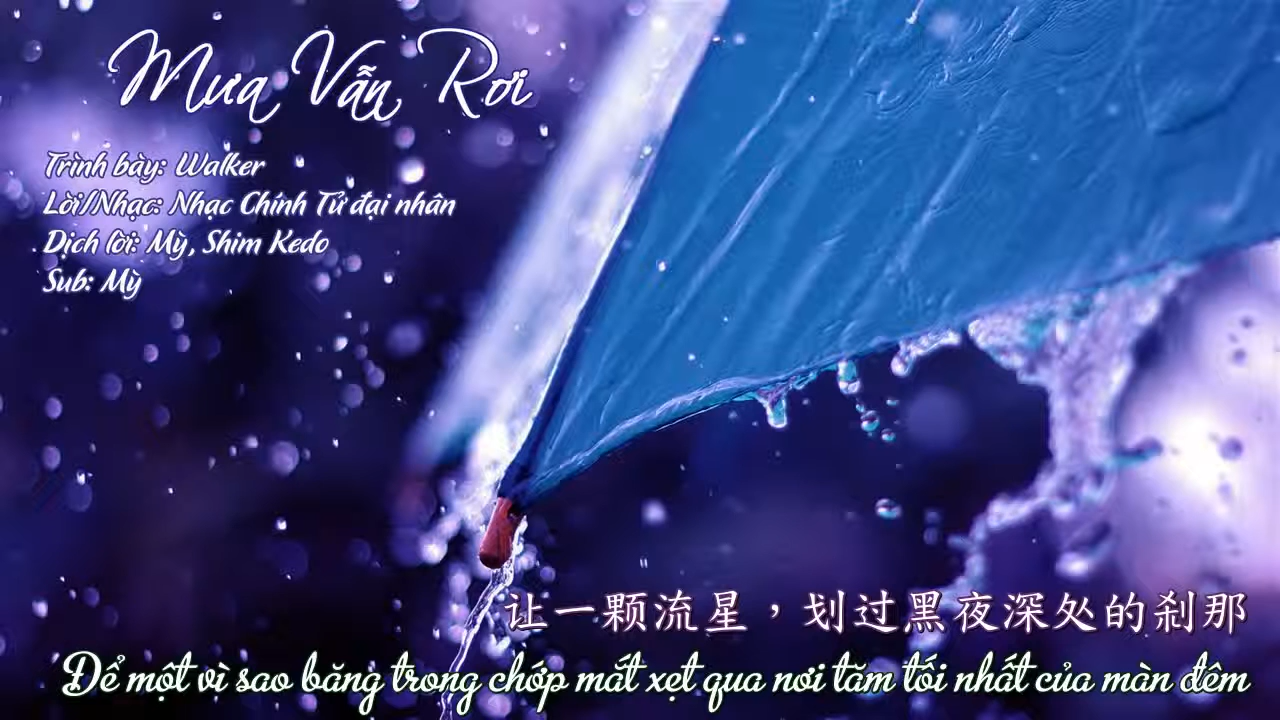 Mưa Vẫn Rơi
Trình bày: Walker
Lời/Nhạc: Nhạc Chính Tử đại nhân
Dịch lời: Mỳ, Shim Kedo
Sub: Mỳ
让一颗流星，划过黑夜深处的刹那
Để một vì sao băng trong chớp mắt xẹt qua nơi tăm tối nhất của màn đêm